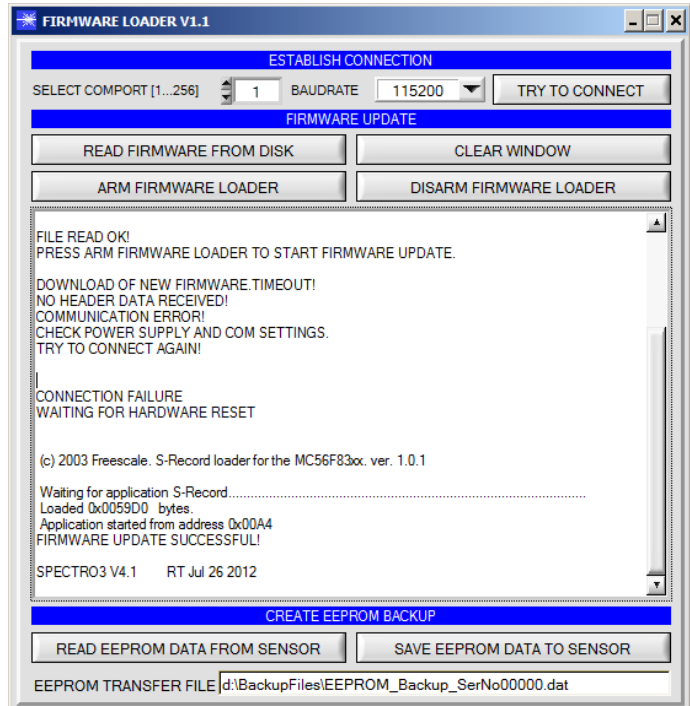 FIRMWARE LOADER V1.1
ESTABLISH CONNECTION
SELECT COMPORT [1...256] 1 BAUDRATE 115200 TRY TO CONNECT
FIRMWARE UPDATE
READ FIRMWARE FROM DISK CLEAR WINDOW
ARM FIRMWARE LOADER DISARM FIRMWARE LOADER
FILE READ OK!
PRESS ARM FIRMWARE LOADER TO START FIRMWARE UPDATE.
DOWNLOAD OF NEW FIRMWARE.TIMEOUT!
NO HEADER DATA RECEIVED!
COMMUNICATION ERROR!
CHECK POWER SUPPLY AND COM SETTINGS.
TRY TO CONNECT AGAIN!
CONNECTION FAILURE
WAITING FOR HARDWARE RESET
(c) 2003 Freescale. S-Record loader for the MC56F83xx. ver. 1.0.1
Waiting for application S-Record..........................................................................................
Loaded 0x0059D0 bytes.
Application started from address 0x00A4
FIRMWARE UPDATE SUCCESSFUL!
SPECTRO3 V4.1 RT Jul 26 2012
CREATE EEPROM BACKUP
READ EEPROM DATA FROM SENSOR SAVE EEPROM DATA TO SENSOR
EEPROM TRANSFER FILE d:\BackupFiles\EEPROM_Backup_SerNo00000.dat